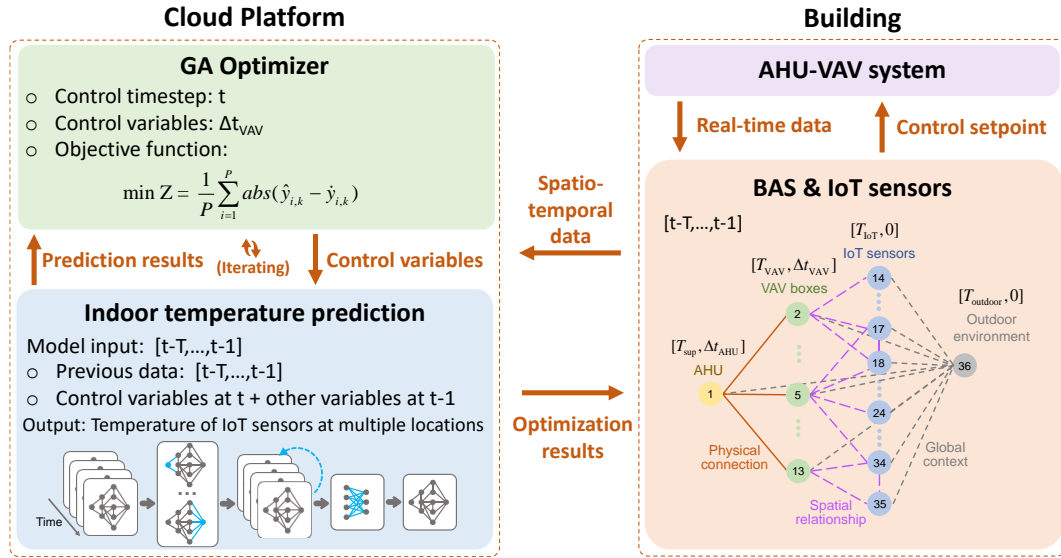 Cloud Platform
GA Optimizer
o Control timestep: t
o Control variables: Δt_VAV
o Objective function:
min Z = 1/P ∑_{i=1}^{P} abs(ŷ_{i,k} − ẏ_{i,k})
Prediction results
(Iterating)
Control variables
Indoor temperature prediction
Model input: [t-T,...,t-1]
o Previous data: [t-T,...,t-1]
o Control variables at t + other variables at t-1
Output: Temperature of IoT sensors at multiple locations
...
Time
Spatio-
temporal
data
Optimization
results
Building
AHU-VAV system
Real-time data
Control setpoint
BAS & IoT sensors
[t-T,...,t-1]
[T_IoT, 0]
IoT sensors
[T_VAV, Δt_VAV]
VAV boxes
[T_outdoor, 0]
Outdoor
environment
[T_sup, Δt_AHU]
AHU
1
2
5
13
14
17
18
24
34
35
36
Physical
connection
Spatial
relationship
Global
context